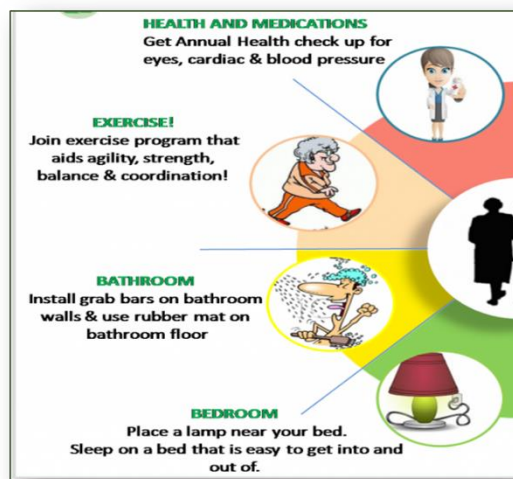 HEALTH AND MEDICATIONS
Get Annual Health check up for
eyes, cardiac & blood pressure
EXERCISE!
Join exercise program that
aids agility, strength,
balance & coordination!
BATHROOM
Install grab bars on bathroom
walls & use rubber mat on
bathroom floor
BEDROOM
Place a lamp near your bed.
Sleep on a bed that is easy to get into and
out of.